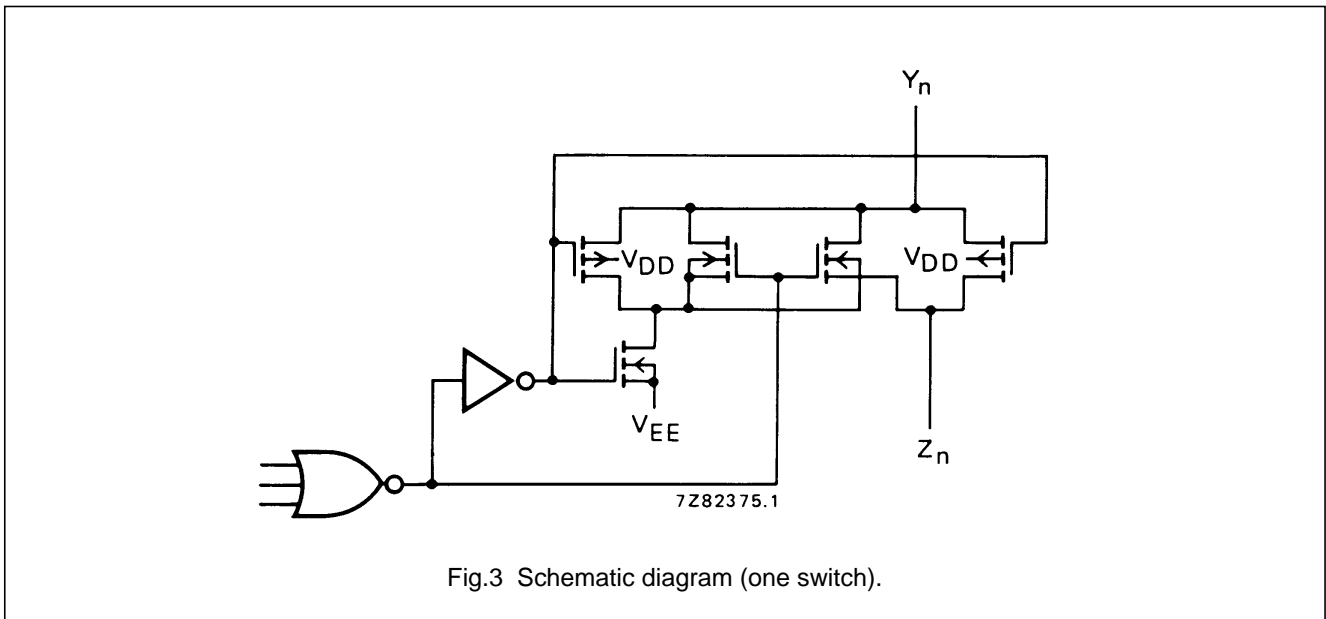 Yn
VDD
VDD
VEE
Zn
7Z82375.1
Fig.3 Schematic diagram (one switch).